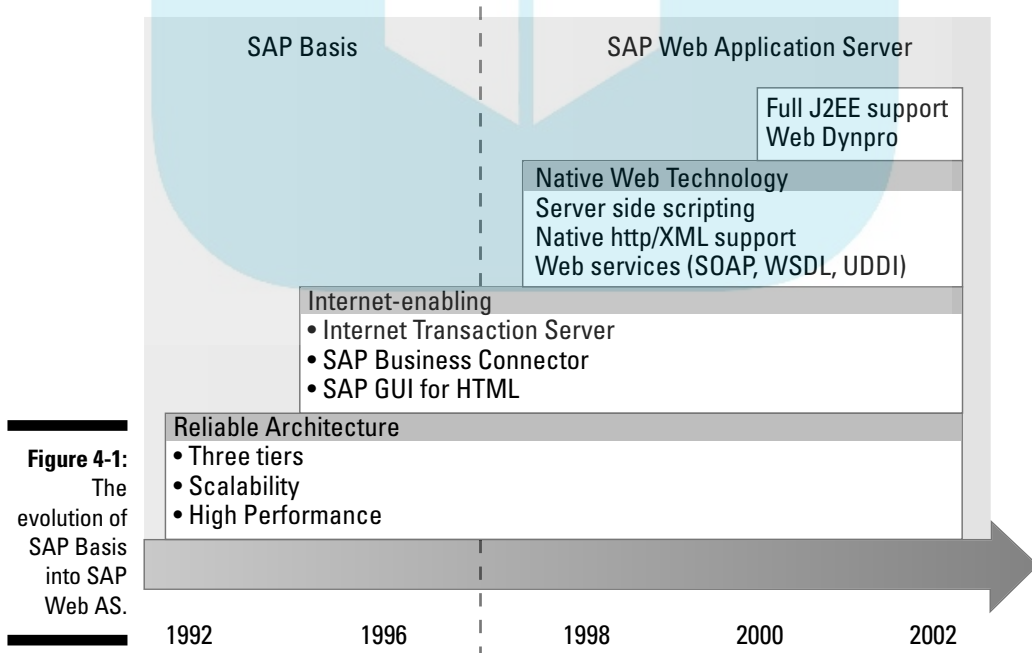 SAP Basis
SAP Web Application Server
Full J2EE support
Web Dynpro
Native Web Technology
Server side scripting
Native http/XML support
Web services (SOAP, WSDL, UDDI)
Internet-enabling
• Internet Transaction Server
• SAP Business Connector
• SAP GUI for HTML
Reliable Architecture
• Three tiers
• Scalability
• High Performance
Figure 4-1:
The
evolution of
SAP Basis
into SAP
Web AS.
1992 1996 1998 2000 2002